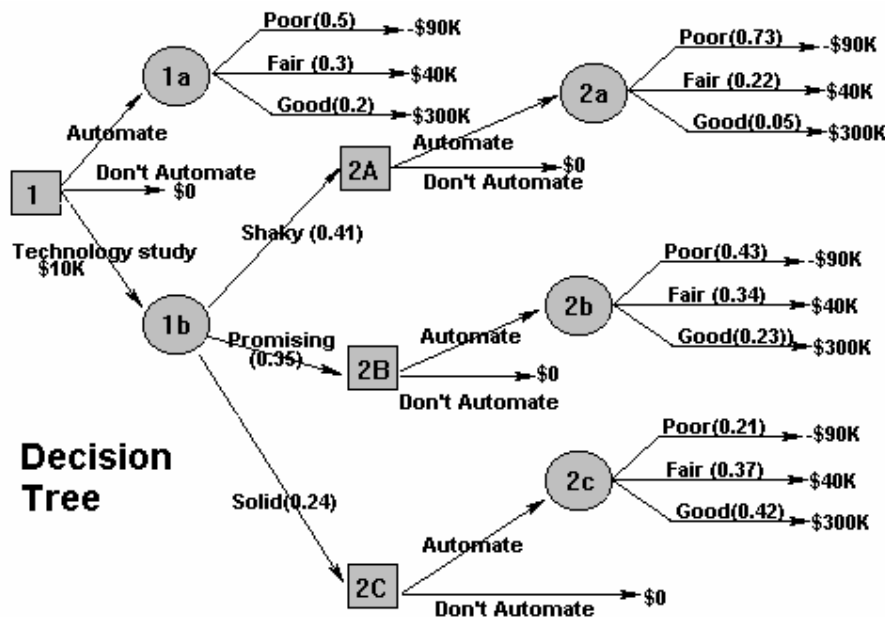 Poor(0.5)
-$90K
1a
Fair (0.3)
$40K
Good(0.2)
$300K
Automate
1
Don't Automate
$0
Technology study
$10K
1b
Shaky (0.41)
2A
Automate
$0
Don't Automate
2a
Poor(0.73)
-$90K
Fair (0.22)
$40K
Good(0.05)
$300K
Promising
(0.35)
2B
Automate
$0
Don't Automate
2b
Poor(0.43)
-$90K
Fair (0.34)
$40K
Good(0.23))
$300K
Solid(0.24)
2C
Automate
Don't Automate
$0
2c
Poor(0.21)
-$90K
Fair (0.37)
$40K
Good(0.42)
$300K
Decision
Tree